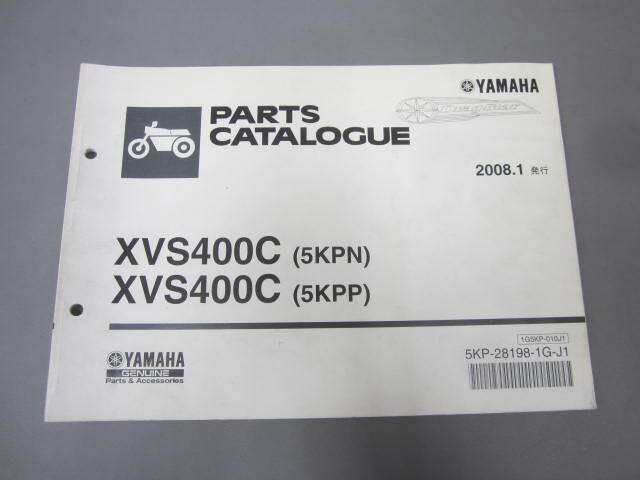 YAMAHA
Dragstar
PARTS
CATALOGUE
2008.1 発行
XVS400C (5KPN)
XVS400C (5KPP)
1G5KP-010J1
5KP-28198-1G-J1
YAMAHA
GENUINE
Parts & Accessories